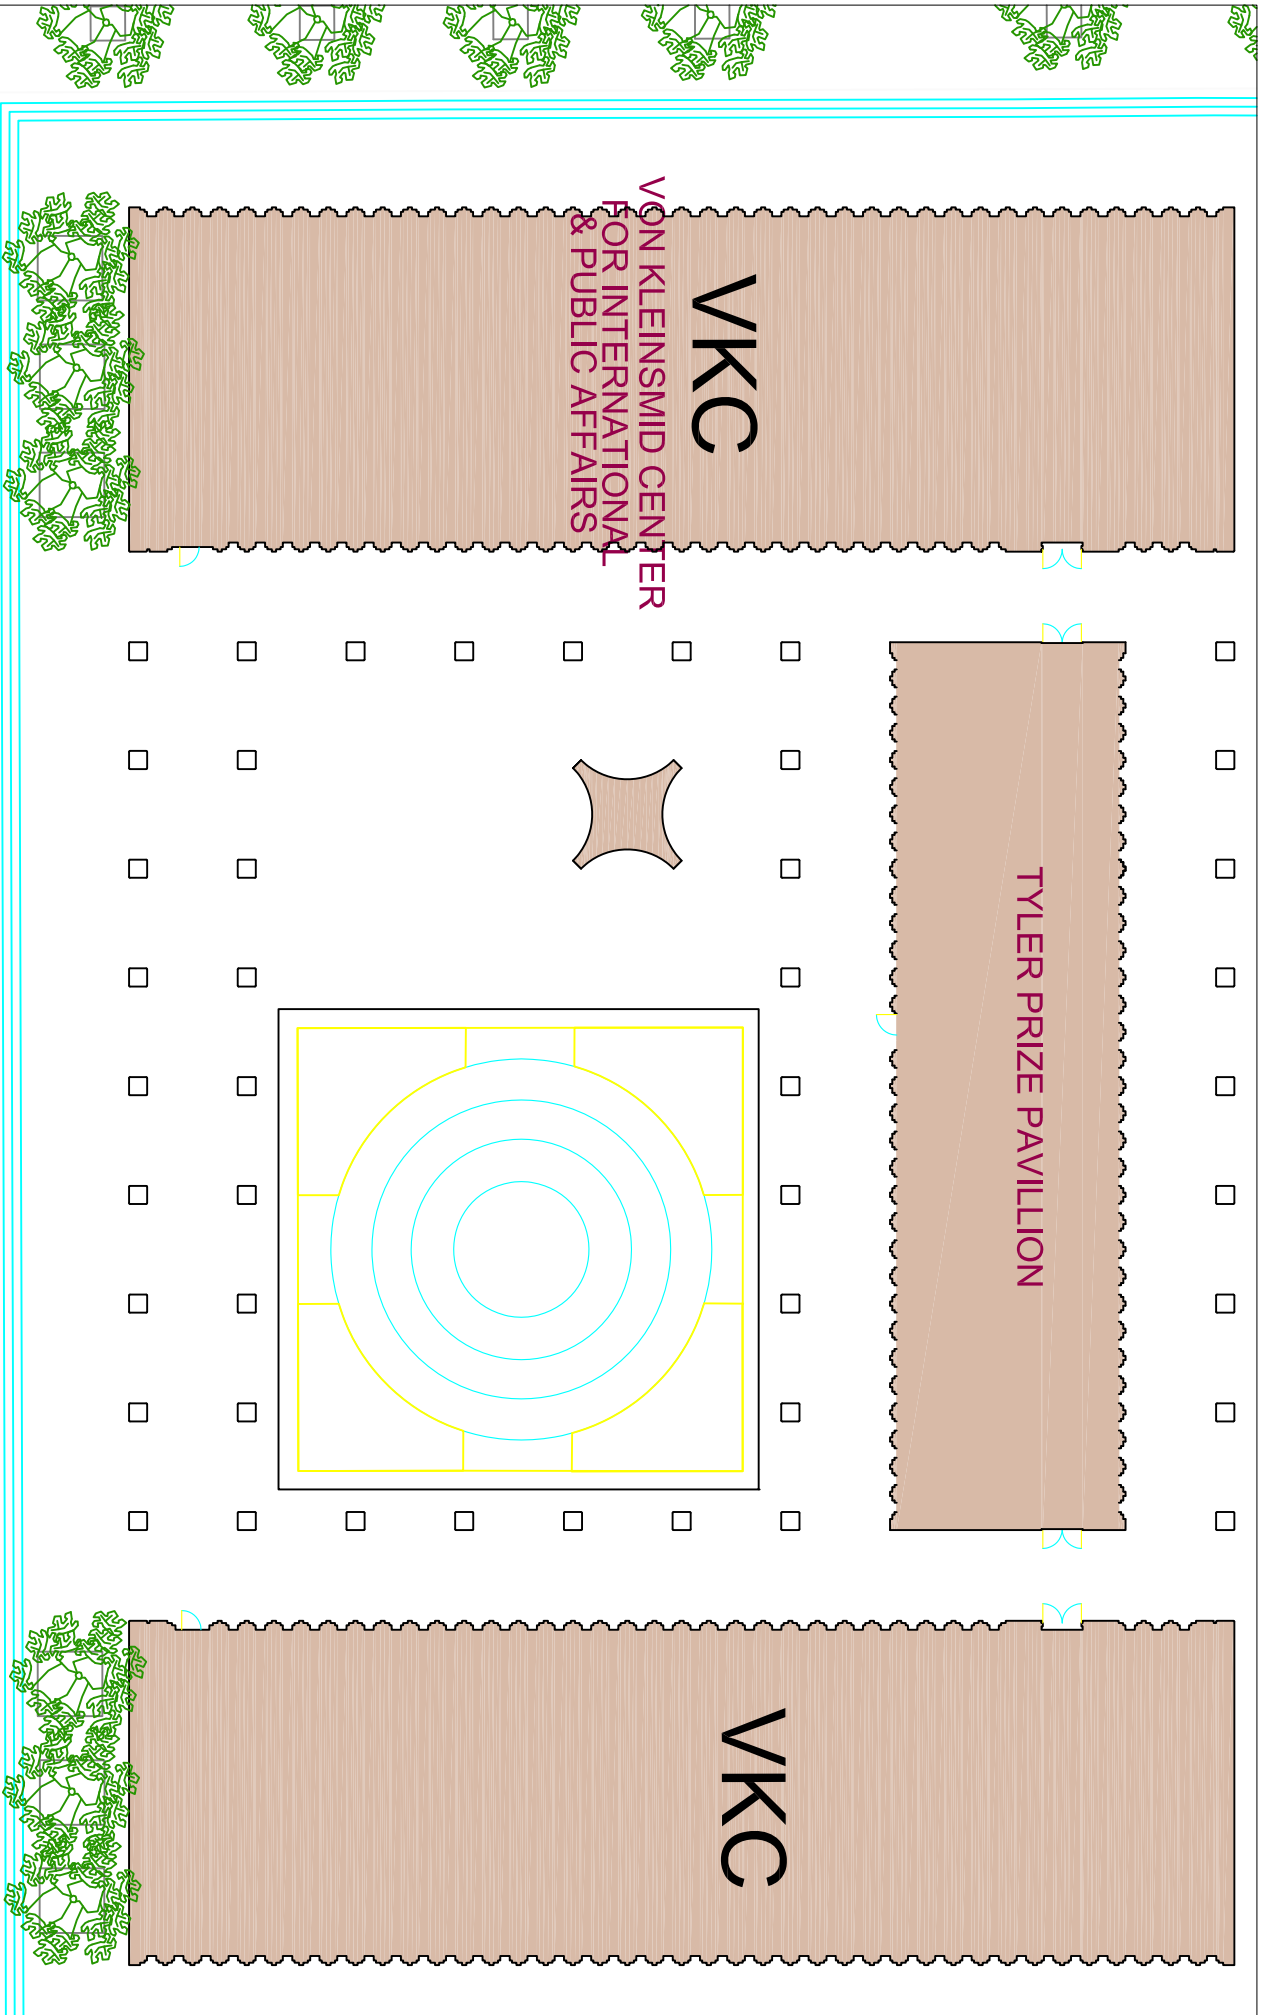 VON KLEINSMID CENTER
FOR INTERNATIONAL
& PUBLIC AFFAIRS
VKC
TYLER PRIZE PAVILLION
VKC